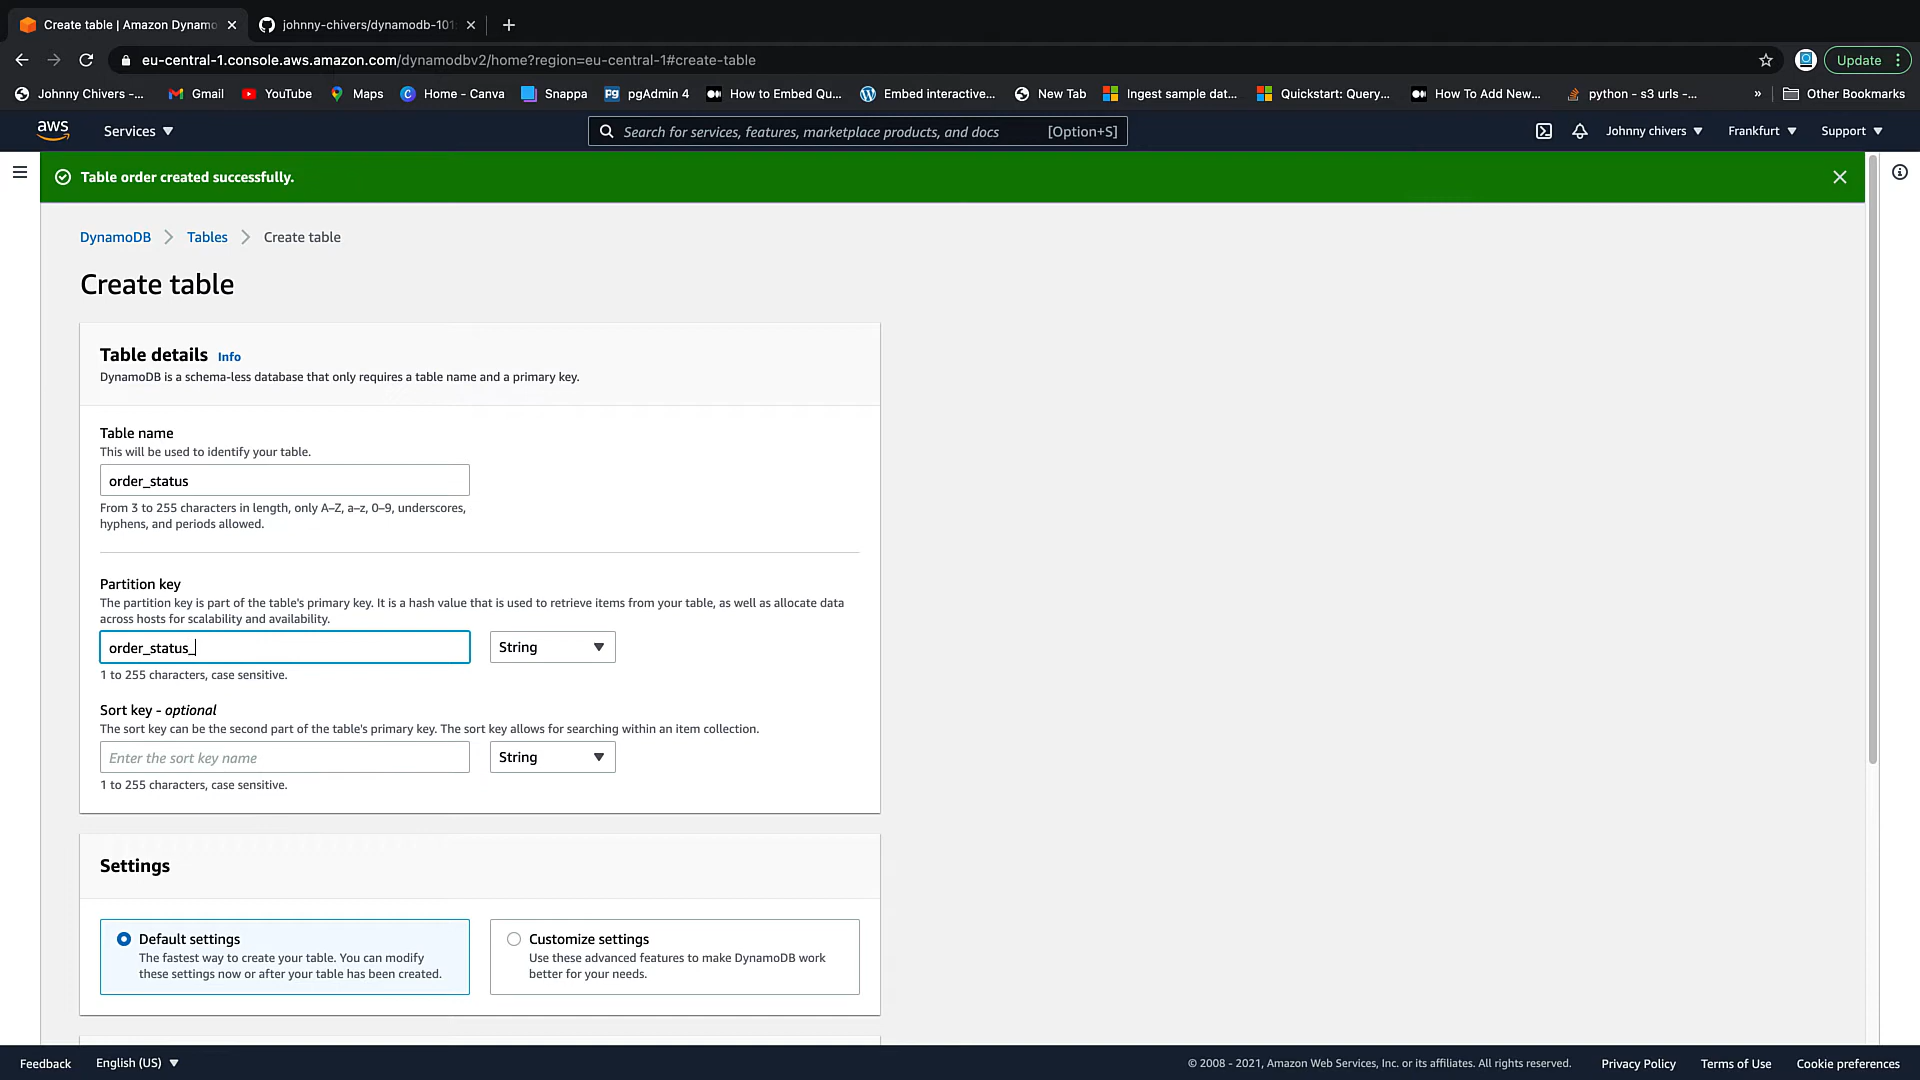 Create table | Amazon Dynamo
johnny-chivers/dynamodb-101
eu-central-1.console.aws.amazon.com/dynamodbv2/home?region=eu-central-1#create-table
Update
Johnny Chivers -...
Gmail
YouTube
Maps
Home - Canva
Snappa
pgAdmin 4
How to Embed Qu...
Embed interactive...
New Tab
Ingest sample dat...
Quickstart: Query,...
How To Add New...
python - s3 urls -...
»
Other Bookmarks
aws
Services
Search for services, features, marketplace products, and docs
[Option+S]
Johnny chivers
Frankfurt
Support
Table order created successfully.
DynamoDB
Tables
Create table
Create table
Table details Info
DynamoDB is a schema-less database that only requires a table name and a primary key.
Table name
This will be used to identify your table.
order_status
From 3 to 255 characters in length, only A–Z, a–z, 0–9, underscores,
hyphens, and periods allowed.
Partition key
The partition key is part of the table's primary key. It is a hash value that is used to retrieve items from your table, as well as allocate data
across hosts for scalability and availability.
order_status_
String
1 to 255 characters, case sensitive.
Sort key - optional
The sort key can be the second part of the table's primary key. The sort key allows for searching within an item collection.
Enter the sort key name
String
1 to 255 characters, case sensitive.
Settings
Default settings
The fastest way to create your table. You can modify
these settings now or after your table has been created.
Customize settings
Use these advanced features to make DynamoDB work
better for your needs.
Feedback
English (US)
© 2008 - 2021, Amazon Web Services, Inc. or its affiliates. All rights reserved.
Privacy Policy
Terms of Use
Cookie preferences